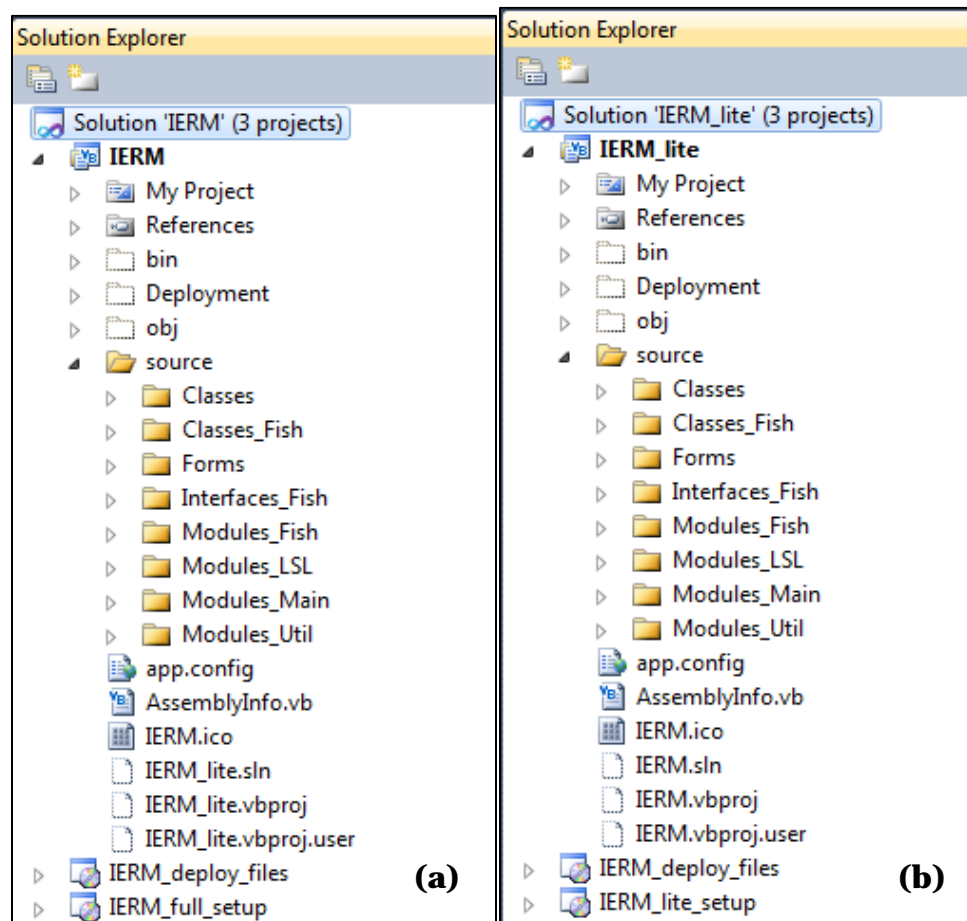 Solution Explorer
Solution 'IERM' (3 projects)
IERM
My Project
References
bin
Deployment
obj
source
Classes
Classes_Fish
Forms
Interfaces_Fish
Modules_Fish
Modules_LSL
Modules_Main
Modules_Util
app.config
AssemblyInfo.vb
IERM.ico
IERM_lite.sln
IERM_lite.vbproj
IERM_lite.vbproj.user
IERM_deploy_files
IERM_full_setup
(a)
Solution Explorer
Solution 'IERM_lite' (3 projects)
IERM_lite
My Project
References
bin
Deployment
obj
source
Classes
Classes_Fish
Forms
Interfaces_Fish
Modules_Fish
Modules_LSL
Modules_Main
Modules_Util
app.config
AssemblyInfo.vb
IERM.ico
IERM.sln
IERM.vbproj
IERM.vbproj.user
IERM_deploy_files
IERM_lite_setup
(b)